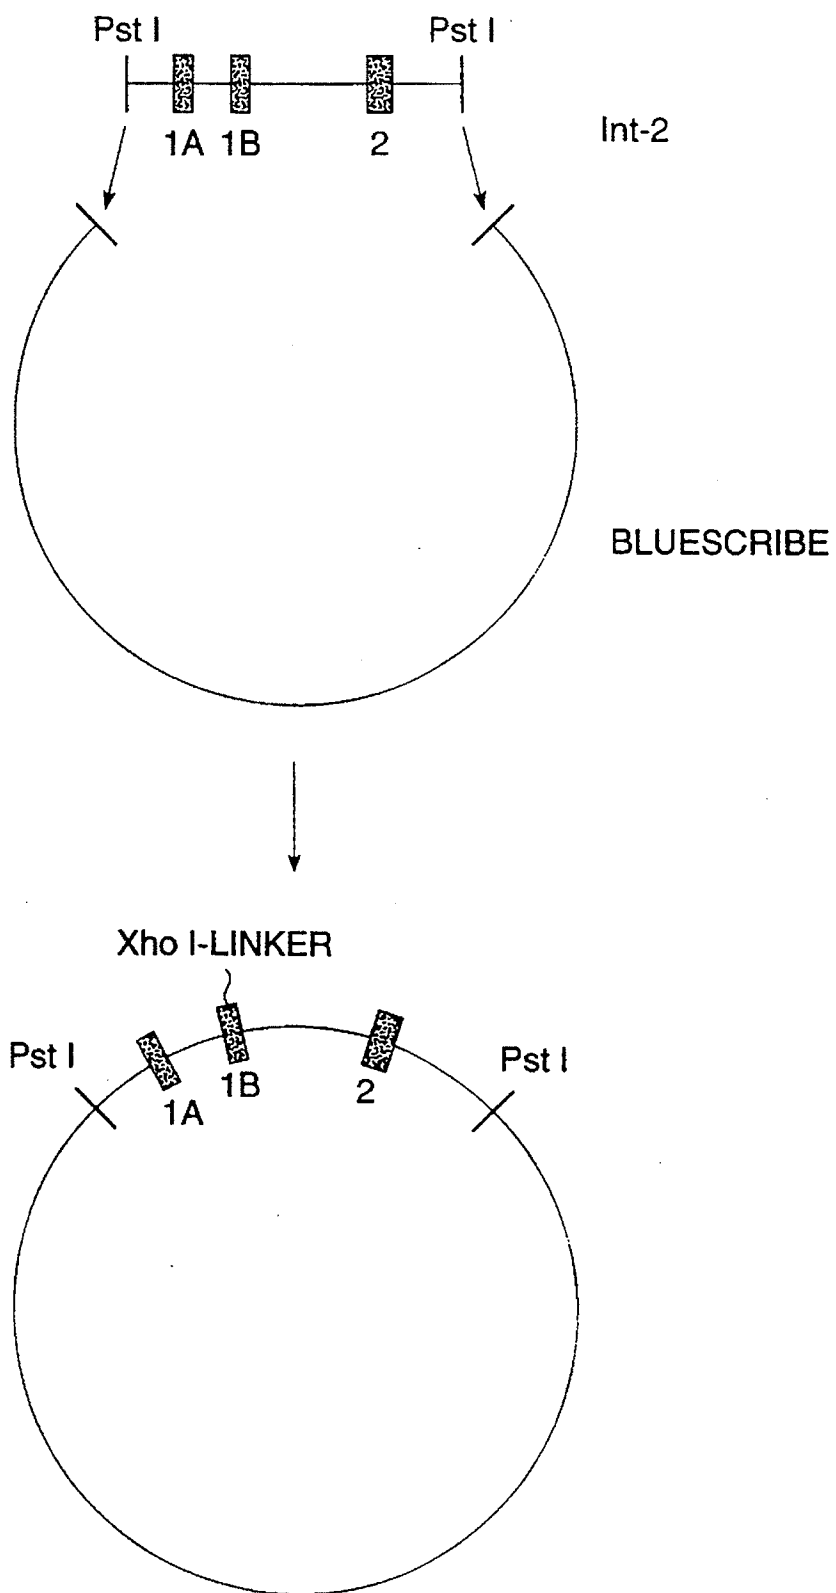 Pst I
Pst I
1A
1B
2
Int-2
BLUESCRIBE
Xho I-LINKER
Pst I
1A
1B
2
Pst I